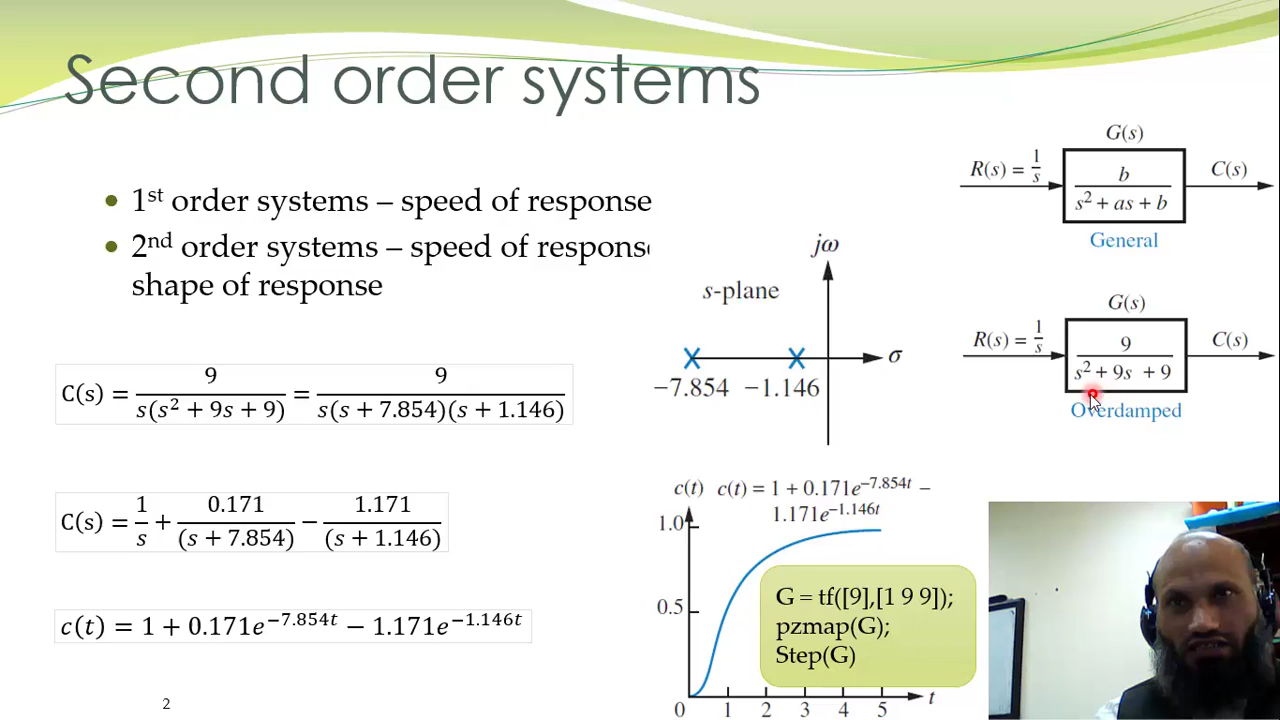 Second order systems
• 1st order systems – speed of response
• 2nd order systems – speed of response
shape of response
C(s) = 9/(s(s² + 9s + 9)) = 9/(s(s + 7.854)(s + 1.146))
C(s) = 1/s + 0.171/(s + 7.854) − 1.171/(s + 1.146)
c(t) = 1 + 0.171e^{−7.854t} − 1.171e^{−1.146t}
2
jω
s-plane
σ
−7.854 −1.146
c(t) c(t) = 1 + 0.171e^{−7.854t} −
1.171e^{−1.146t}
1.0
0.5
0 1 2 3 4 5 t
G = tf([9],[1 9 9]);
pzmap(G);
Step(G)
G(s)
R(s) = 1/s
b/(s² + as + b)
C(s)
General
G(s)
R(s) = 1/s
9/(s² + 9s + 9)
C(s)
Overdamped